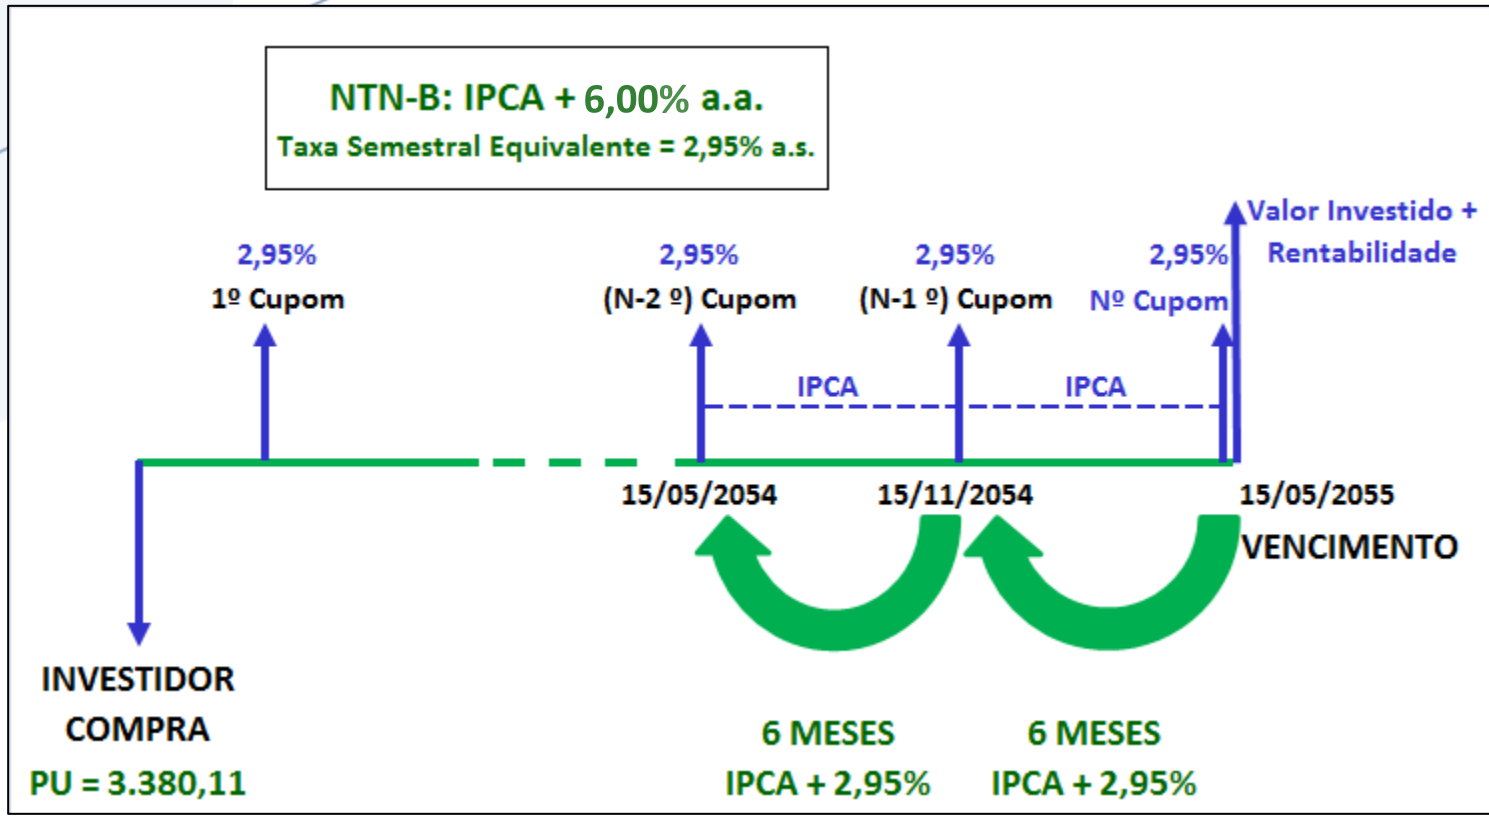 NTN-B: IPCA + 6,00% a.a.
Taxa Semestral Equivalente = 2,95% a.s.
Valor Investido +
Rentabilidade
2,95%
1º Cupom
2,95%
(N-2 º) Cupom
2,95%
(N-1 º) Cupom
2,95%
Nº Cupom
IPCA
IPCA
15/05/2054
15/11/2054
15/05/2055
VENCIMENTO
INVESTIDOR
COMPRA
PU = 3.380,11
6 MESES
IPCA + 2,95%
6 MESES
IPCA + 2,95%